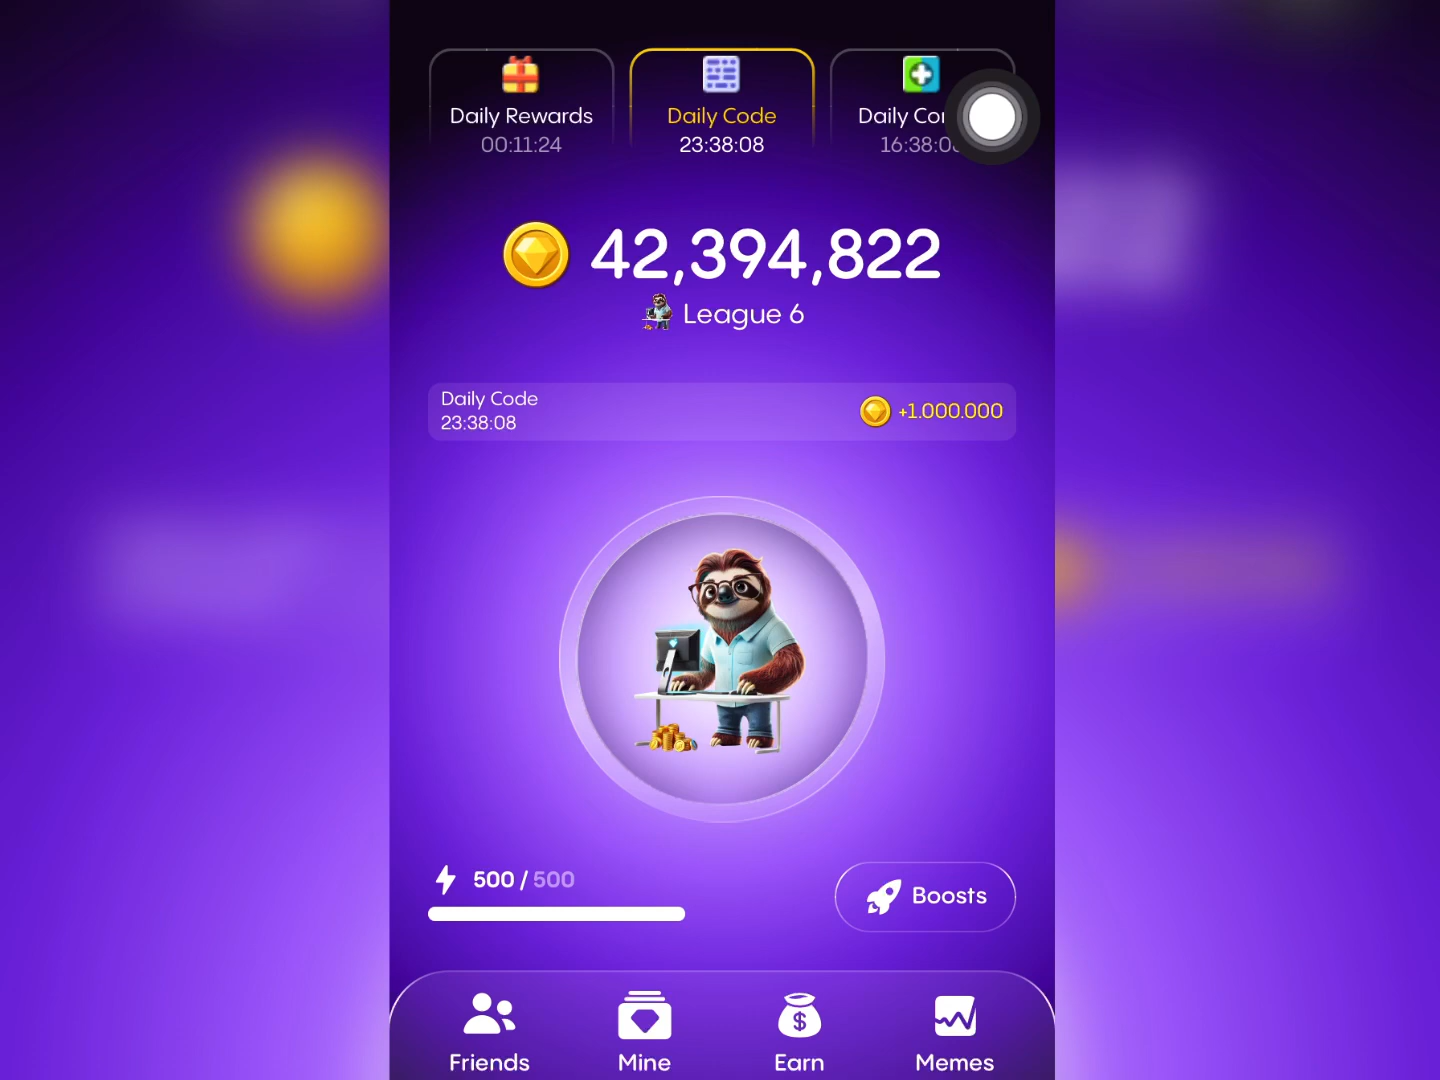 Daily Rewards
00:11:24
Daily Code
23:38:08
Daily
16:38:0
42,394,822
League 6
Daily Code
23:38:08
+1.000.000
500 / 500
Boosts
Friends
Mine
Earn
Memes